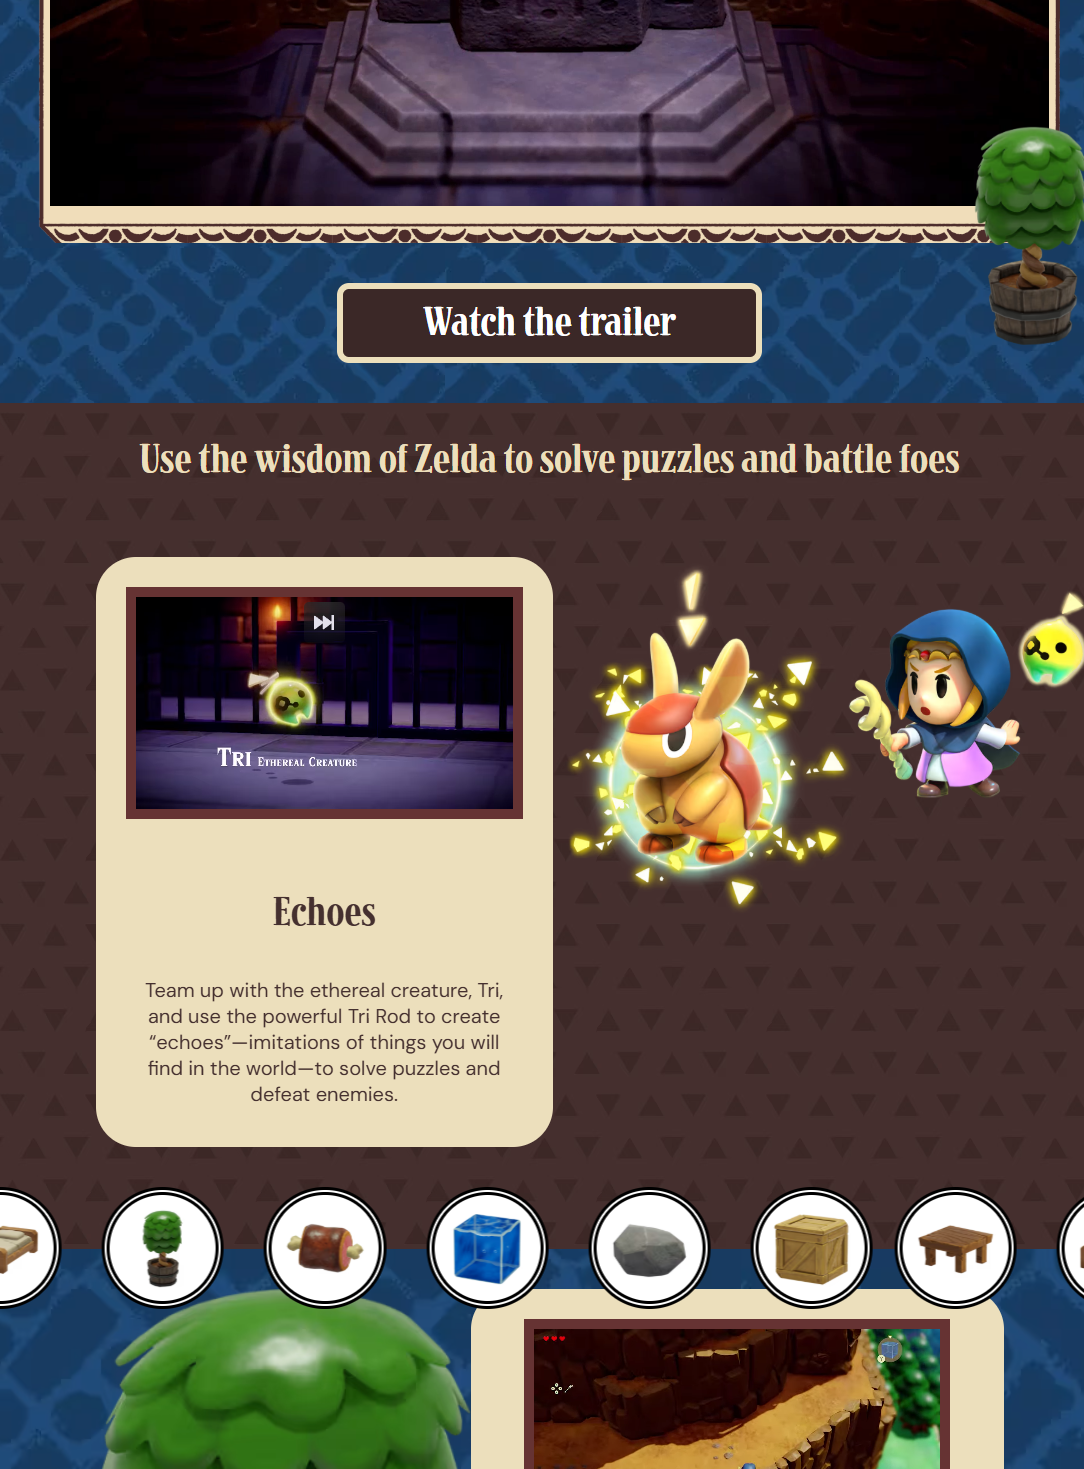 Watch the trailer
Use the wisdom of Zelda to solve puzzles and battle foes
TRI ETHEREAL CREATURE
Echoes
Team up with the ethereal creature, Tri,
and use the powerful Tri Rod to create
“echoes”—imitations of things you will
find in the world—to solve puzzles and
defeat enemies.